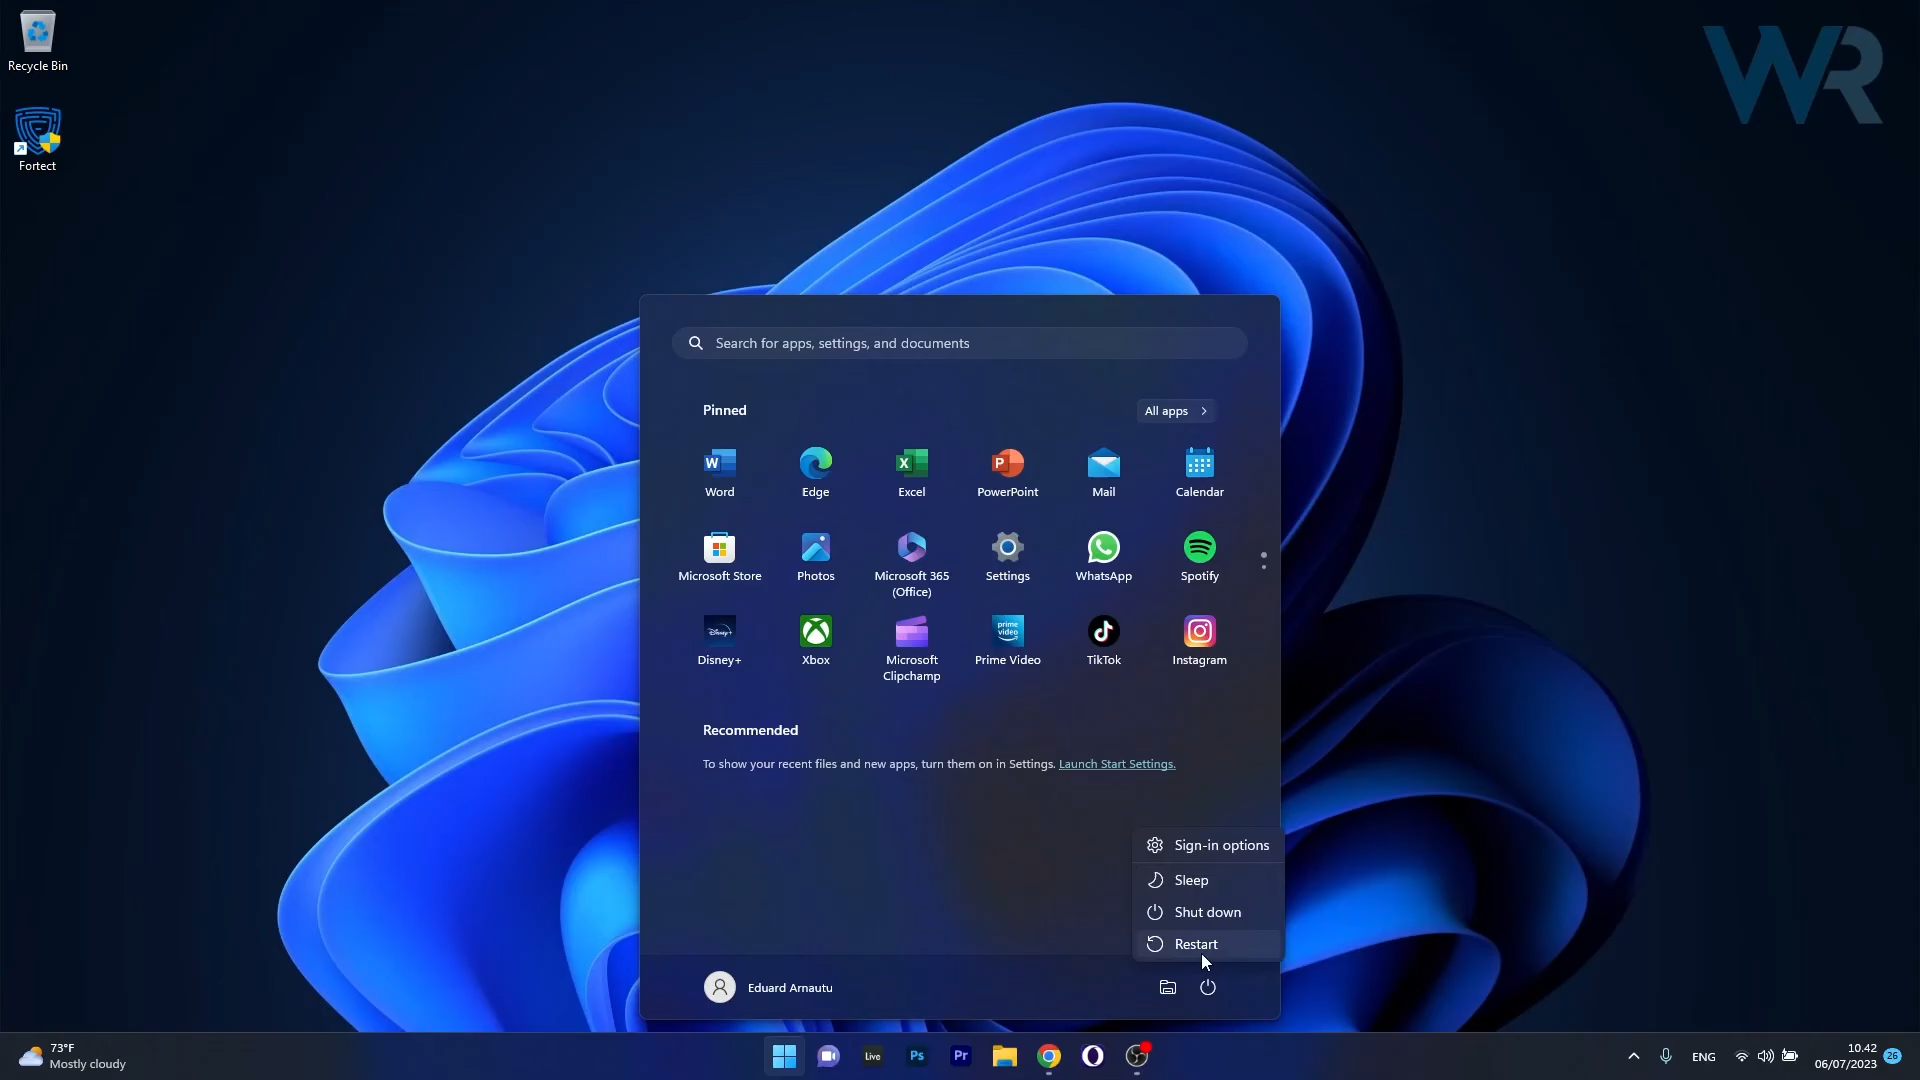 Recycle Bin
Fortect
WR
Search for apps, settings, and documents
Pinned
All apps
Word
Edge
Excel
PowerPoint
Mail
Calendar
Microsoft Store
Photos
Microsoft 365
(Office)
Settings
WhatsApp
Spotify
Disney+
prime
video
Disney+
Xbox
Microsoft
Clipchamp
Prime Video
TikTok
Instagram
Recommended
To show your recent files and new apps, turn them on in Settings. Launch Start Settings.
Sign-in options
Sleep
Shut down
Restart
Eduard Arnautu
73°F
Mostly cloudy
Live
Ps
Pr
ENG
10.42
06/07/2023
26